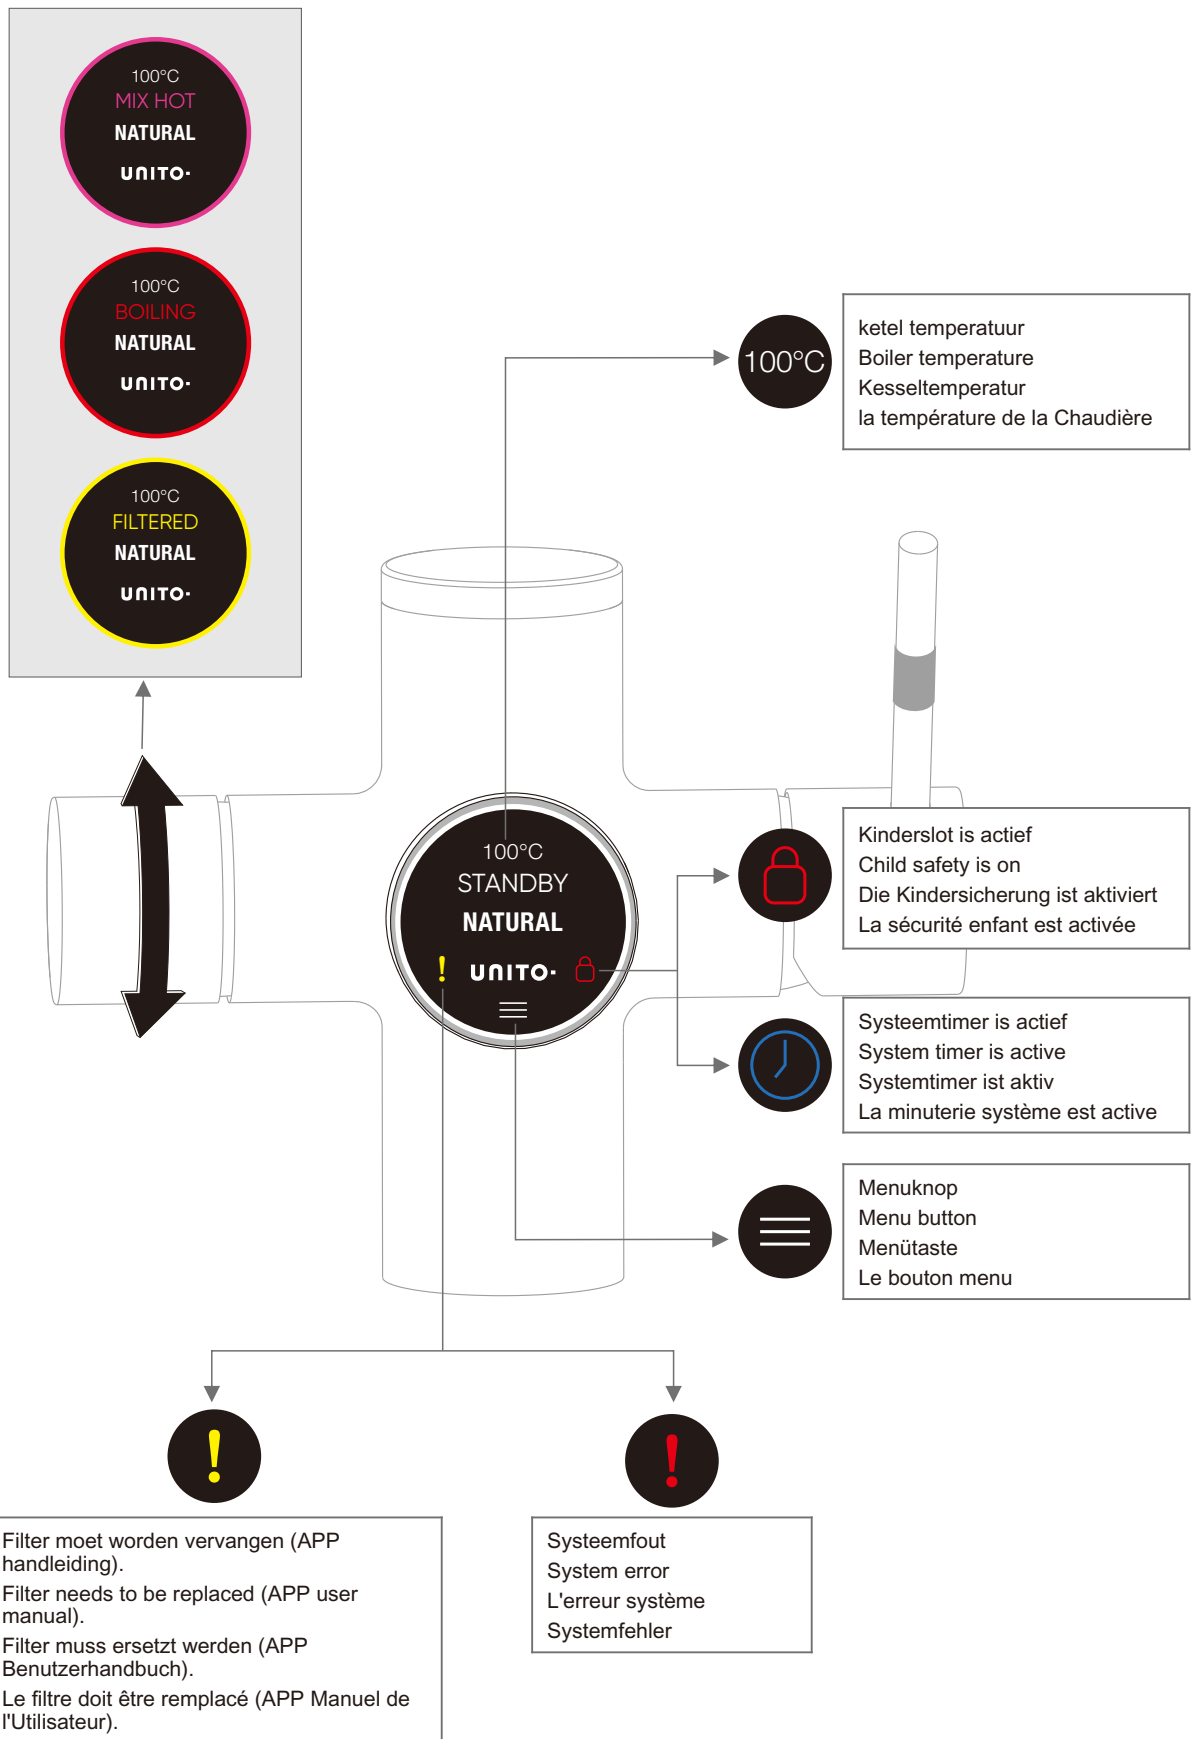 100°C
MIX HOT
NATURAL
UNITO·
100°C
BOILING
NATURAL
UNITO·
100°C
FILTERED
NATURAL
UNITO·
100°C
ketel temperatuur
Boiler temperature
Kesseltemperatur
la température de la Chaudière
100°C
STANDBY
NATURAL
! UNITO·
Kinderslot is actief
Child safety is on
Die Kindersicherung ist aktiviert
La sécurité enfant est activée
Systeemtimer is actief
System timer is active
Systemtimer ist aktiv
La minuterie système est active
Menuknop
Menu button
Menütaste
Le bouton menu
!
Filter moet worden vervangen (APP
handleiding).
Filter needs to be replaced (APP user
manual).
Filter muss ersetzt werden (APP
Benutzerhandbuch).
Le filtre doit être remplacé (APP Manuel de
l'Utilisateur).
!
Systeemfout
System error
L'erreur système
Systemfehler